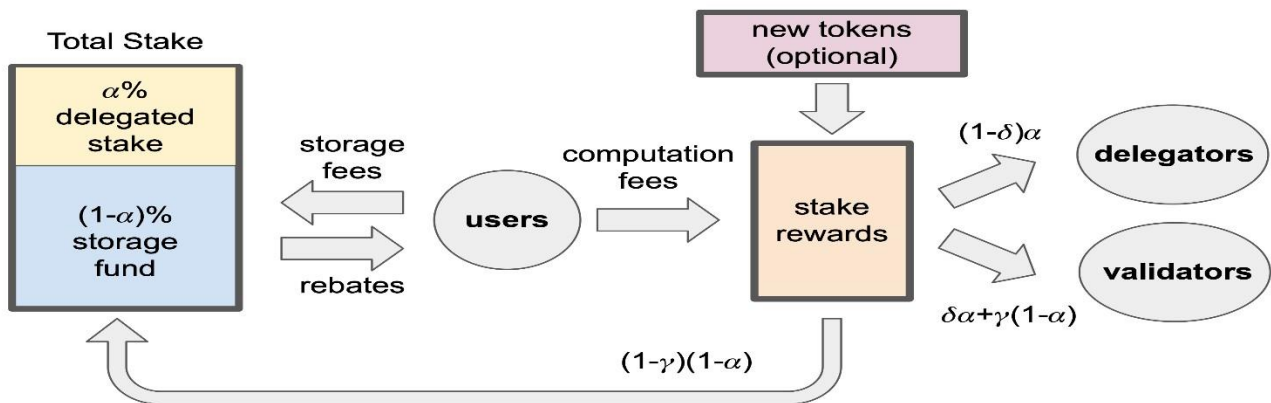 Total Stake
α%
delegated
stake
(1-α)%
storage
fund
storage
fees
rebates
users
computation
fees
new tokens
(optional)
stake
rewards
(1-δ)α
delegators
validators
δα+γ(1-α)
(1-γ)(1-α)